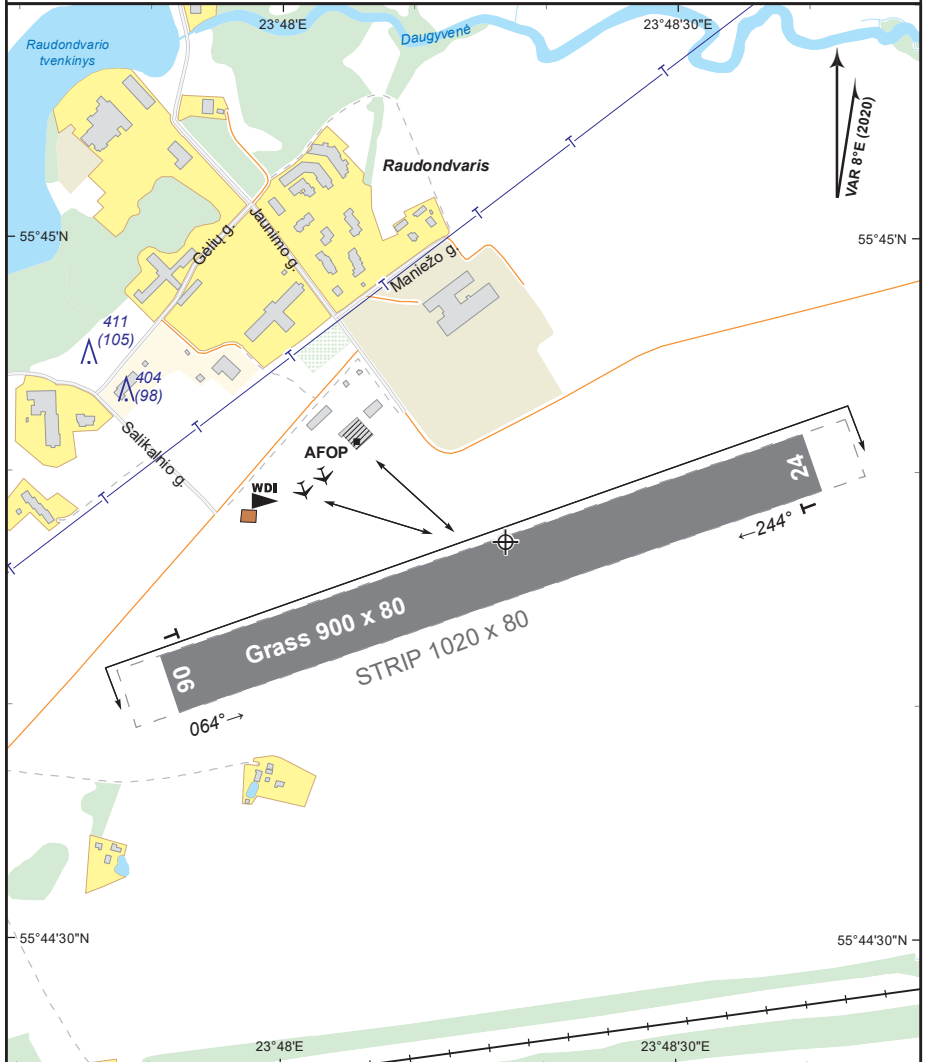 23°48'E
23°48'30"E
Raudondvario
tvenkinys
Daugyvenė
VAR 8°E (2020)
Raudondvaris
55°45'N
55°45'N
Gėlių g.
Jaunimo g.
Maniežo g.
411
(105)
404
(98)
Salikalnio g.
AFOP
WDI
24
←244°
Grass 900 x 80
STRIP 1020 x 80
06
064°→
55°44'30"N
55°44'30"N
23°48'E
23°48'30"E